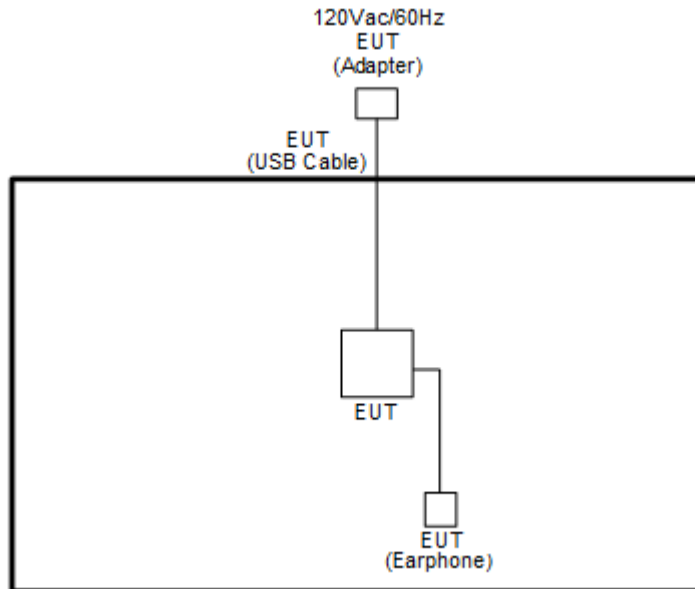 120Vac/60Hz
EUT
(Adapter)
EUT
(USB Cable)
EUT
EUT
(Earphone)